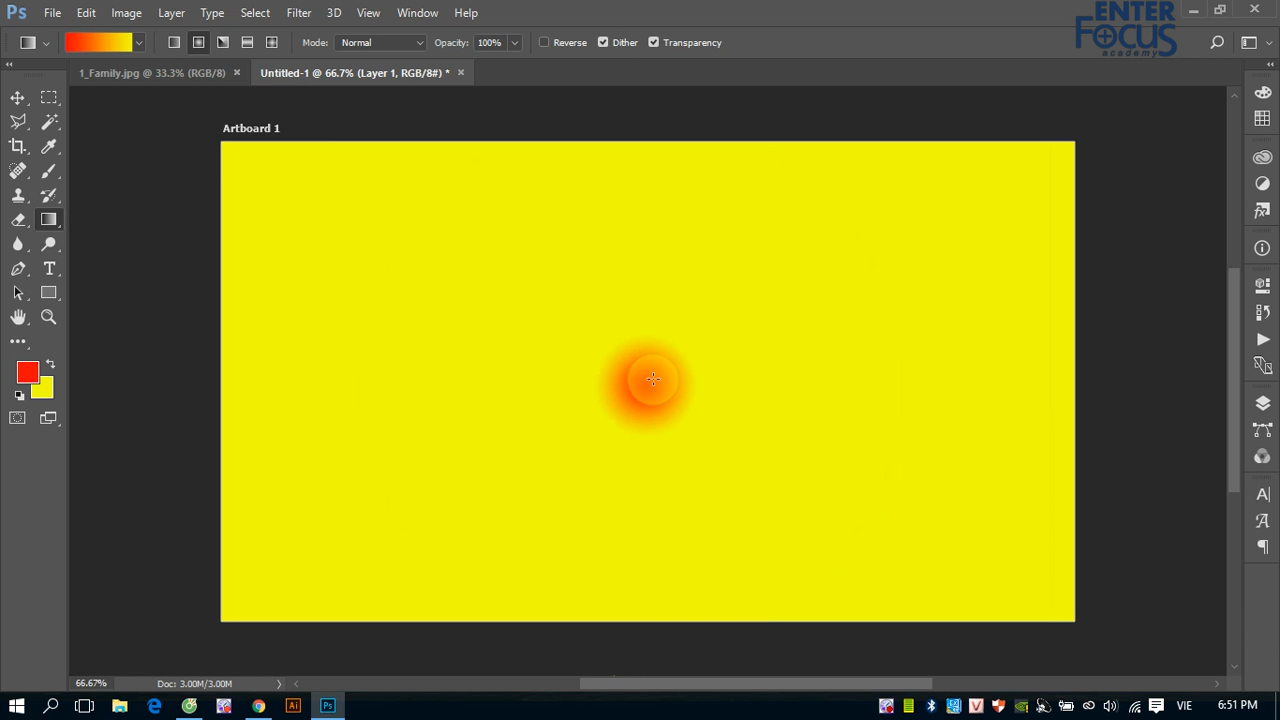 Ps File Edit Image Layer Type Select Filter 3D View Window Help
ENTER
FOCUS
academy
Mode: Normal Opacity: 100% Reverse Dither Transparency
1_Family.jpg @ 33.3% (RGB/8) × Untitled-1 @ 66.7% (Layer 1, RGB/8#) * ×
Artboard 1
66.67% Doc: 3.00M/3.00M
Ai Ps VIE 6:51 PM